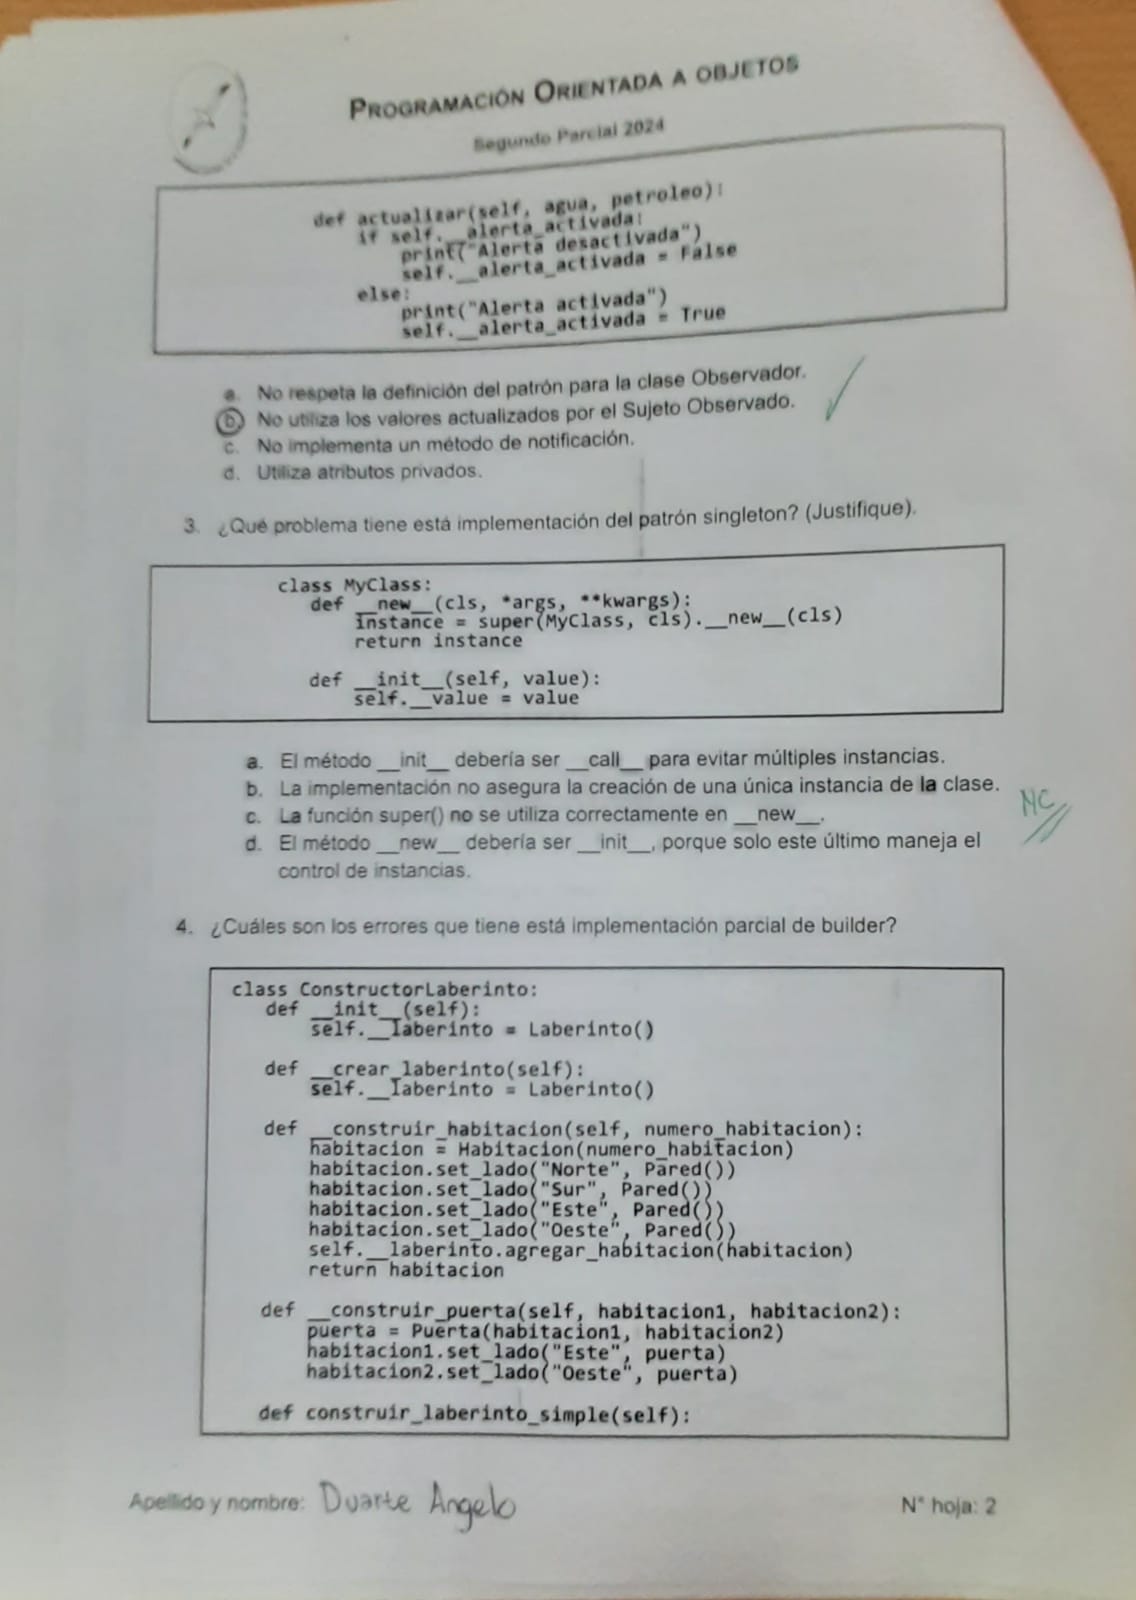 PROGRAMACIÓN ORIENTADA A OBJETOS
Segundo Parcial 2024
def actualizar(self, agua, petroleo):
if self.__alerta_activada:
print("Alerta desactivada")
self.__alerta_activada = False
else:
print("Alerta activada")
self.__alerta_activada = True
a. No respeta la definición del patrón para la clase Observador.
b. No utiliza los valores actualizados por el Sujeto Observado.
c. No implementa un método de notificación.
d. Utiliza atributos privados.
3. ¿Qué problema tiene está implementación del patrón singleton? (Justifique).
class MyClass:
def __new__(cls, *args, **kwargs):
instance = super(MyClass, cls).__new__(cls)
return instance
def __init__(self, value):
self.__value = value
a. El método __init__ debería ser __call__ para evitar múltiples instancias.
b. La implementación no asegura la creación de una única instancia de la clase.
NC
c. La función super() no se utiliza correctamente en __new__.
d. El método __new__ debería ser __init__, porque solo este último maneja el
control de instancias.
4. ¿Cuáles son los errores que tiene está implementación parcial de builder?
class ConstructorLaberinto:
def __init__(self):
self.__laberinto = Laberinto()
def __crear_laberinto(self):
self.__laberinto = Laberinto()
def __construir_habitacion(self, numero_habitacion):
habitacion = Habitacion(numero_habitacion)
habitacion.set_lado("Norte", Pared())
habitacion.set_lado("Sur", Pared())
habitacion.set_lado("Este", Pared())
habitacion.set_lado("Oeste", Pared())
self.__laberinto.agregar_habitacion(habitacion)
return habitacion
def __construir_puerta(self, habitacion1, habitacion2):
puerta = Puerta(habitacion1, habitacion2)
habitacion1.set_lado("Este", puerta)
habitacion2.set_lado("Oeste", puerta)
def construir_laberinto_simple(self):
Apellido y nombre: Duarte Angelo
N° hoja: 2